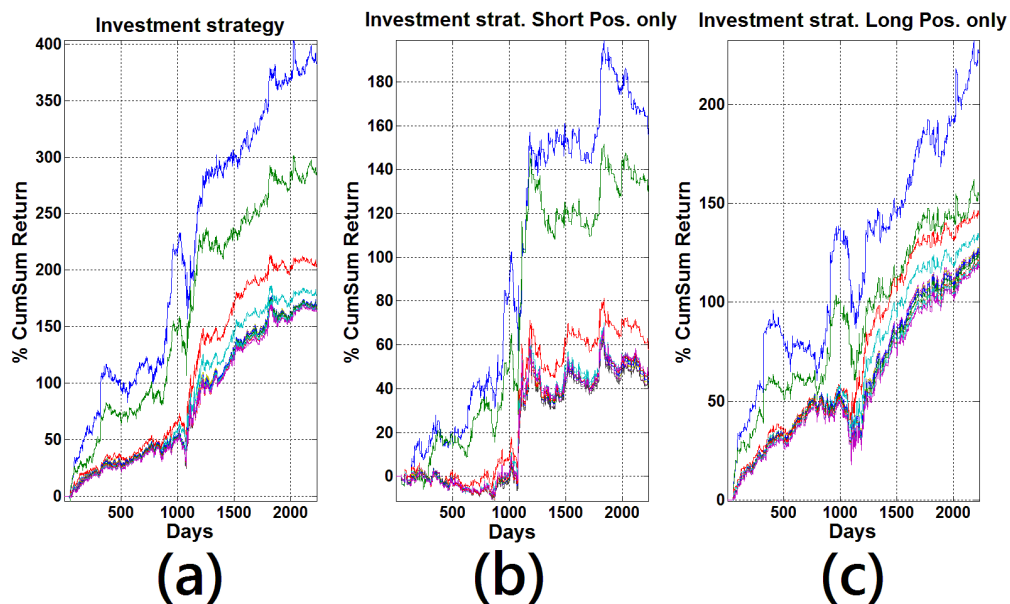 Investment strategy
% CumSum Return
400
350
300
250
200
150
100
50
0
500 1000 1500 2000
Days
(a)
Investment strat. Short Pos. only
% CumSum Return
180
160
140
120
100
80
60
40
20
0
500 1000 1500 2000
Days
(b)
Investment strat. Long Pos. only
% CumSum Return
200
150
100
50
0
500 1000 1500 2000
Days
(c)